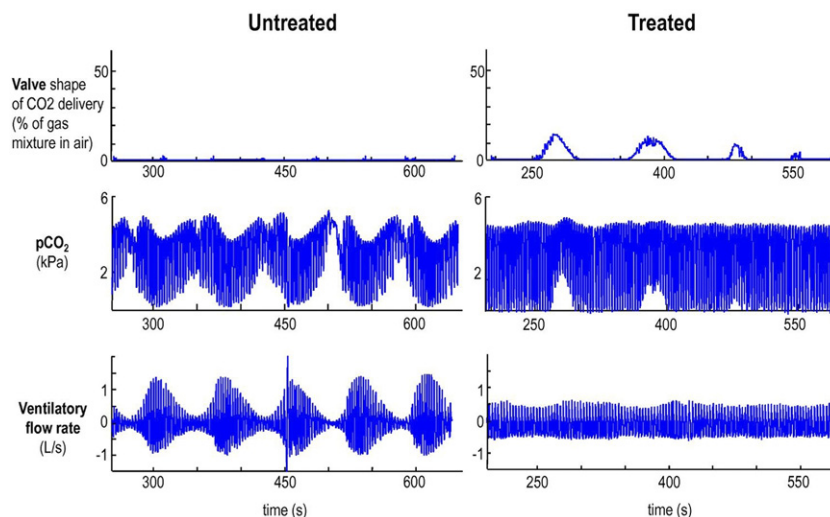 Untreated
Treated
Valve shape
of CO2 delivery
(% of gas
mixture in air)
50
0
300
450
600
50
0
250
400
550
pCO₂
(kPa)
6
2
300
450
600
6
2
250
400
550
Ventilatory
flow rate
(L/s)
1
0
-1
300
450
600
time (s)
1
0
-1
250
400
550
time (s)